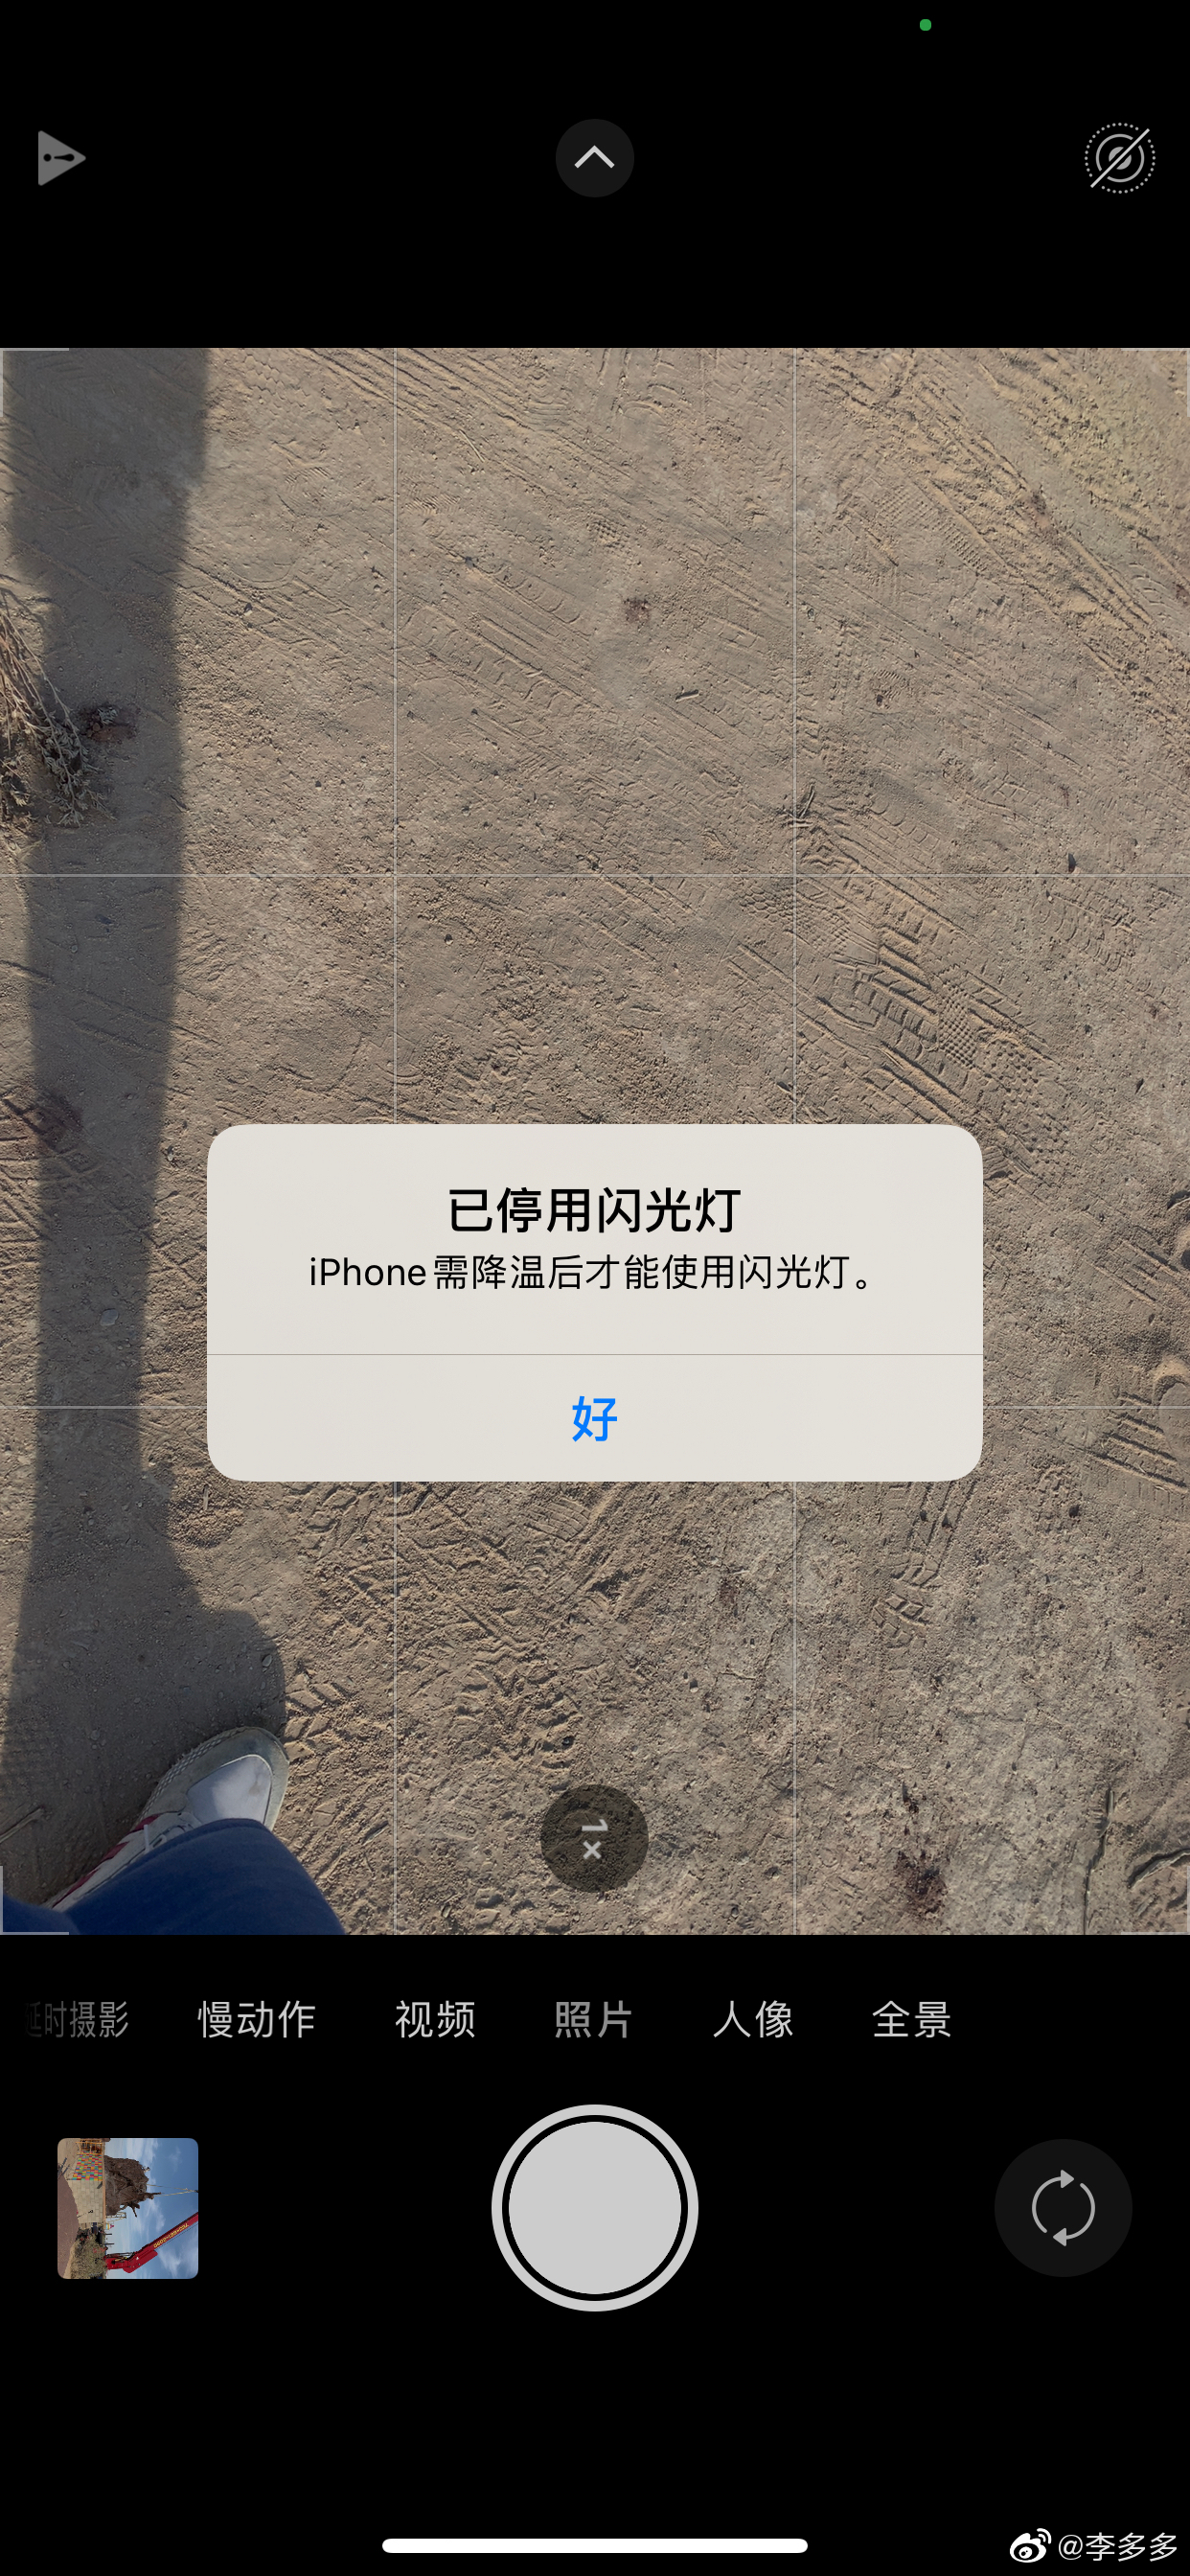 已停用闪光灯
iPhone需降温后才能使用闪光灯。
好
1×
延时摄影 慢动作 视频 照片 人像 全景
@李多多